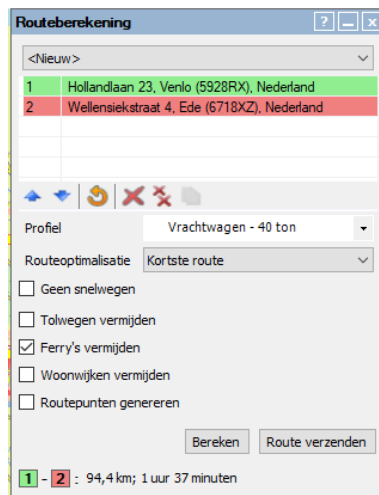 Routeberekening
<Nieuw>
1 Hollandlaan 23, Venlo (5928RX), Nederland
2 Wellensiekstraat 4, Ede (6718XZ), Nederland
Profiel Vrachtwagen - 40 ton
Routeoptimalisatie Kortste route
Geen snelwegen
Tolwegen vermijden
Ferry's vermijden
Woonwijken vermijden
Routepunten genereren
Bereken Route verzenden
1 - 2 : 94,4 km; 1 uur 37 minuten